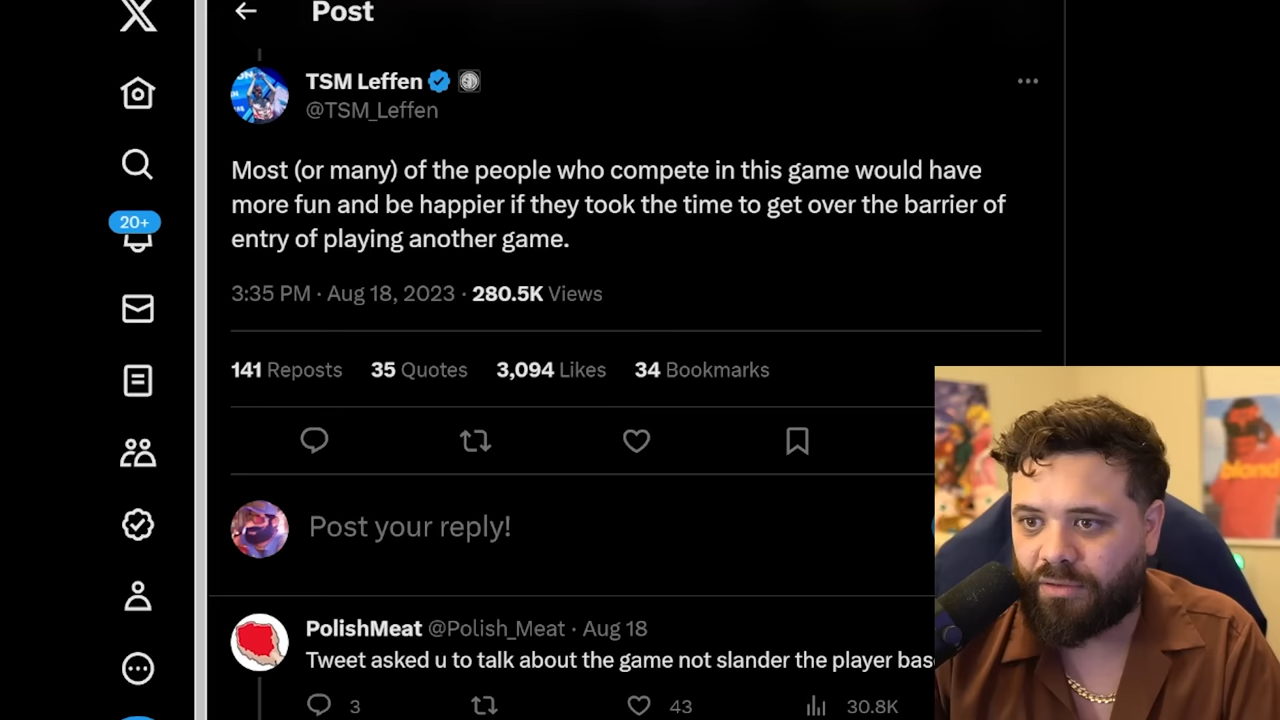 Post
TSM Leffen
@TSM_Leffen
Most (or many) of the people who compete in this game would have
more fun and be happier if they took the time to get over the barrier of
entry of playing another game.
20+
3:35 PM · Aug 18, 2023 · 280.5K Views
141 Reposts 35 Quotes 3,094 Likes 34 Bookmarks
Post your reply!
PolishMeat @Polish_Meat · Aug 18
Tweet asked u to talk about the game not slander the player
3 43 30.8K
blond